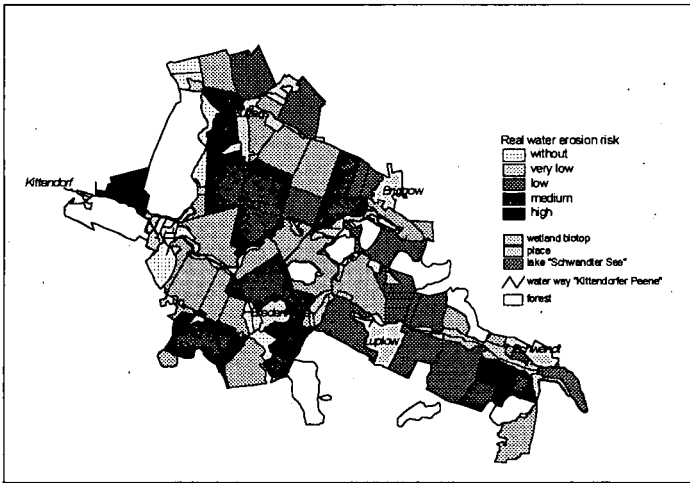 Real water erosion risk
without
very low
low
medium
high
Kittendorf
Bridgow
wetland biotop
place
lake "Schwandter See"
water way "Kittendorfer Peene"
forest
Luplow